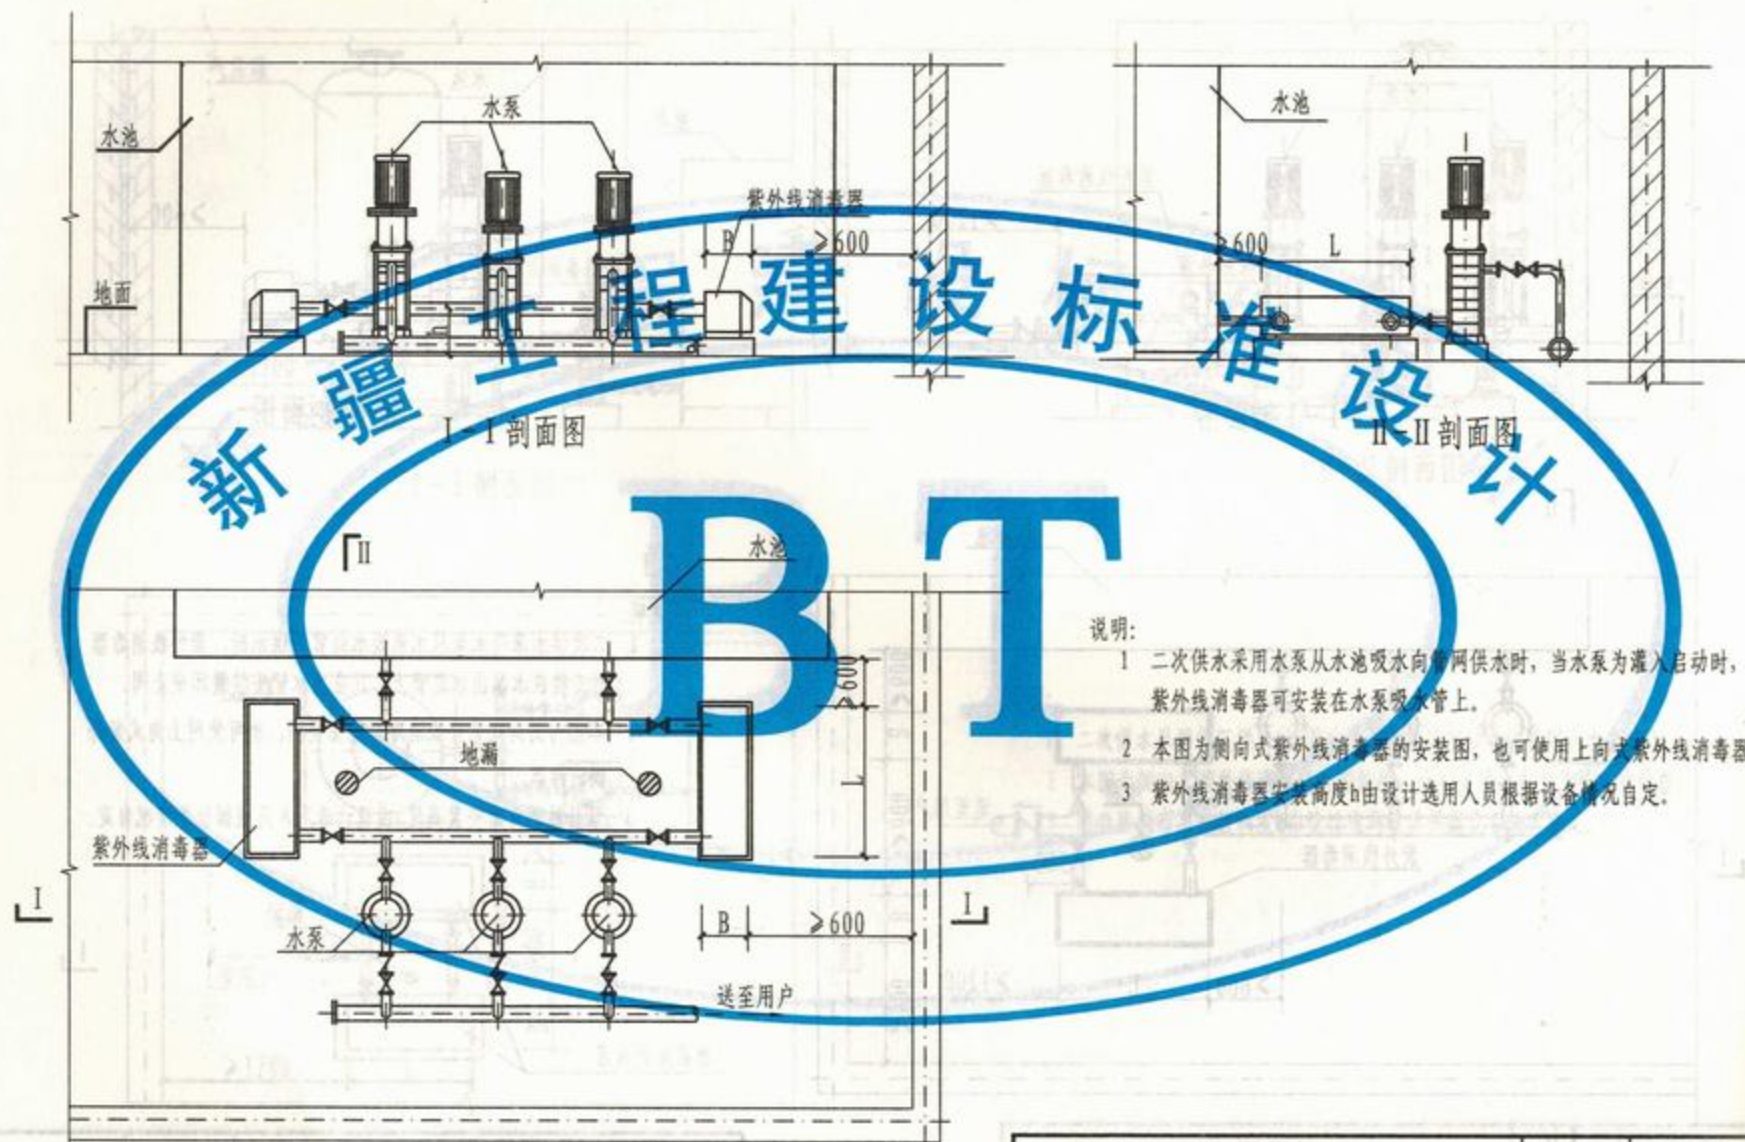 水泵
水池
紫外线消毒器
B
≥600
地面
I-I 剖面图
水池
≥600
L
II-II 剖面图
新疆工程建设标准设计
BT
II
水池
≥600
地漏
L
紫外线消毒器
I
I
水泵
B
≥600
送至用户
说明:
1 二次供水采用水泵从水池吸水向管网供水时, 当水泵为灌入启动时,
紫外线消毒器可安装在水泵吸水管上。
2 本图为侧向式紫外线消毒器的安装图, 也可使用上向式紫外线消毒器
3 紫外线消毒器安装高度h由设计选用人员根据设备情况自定。